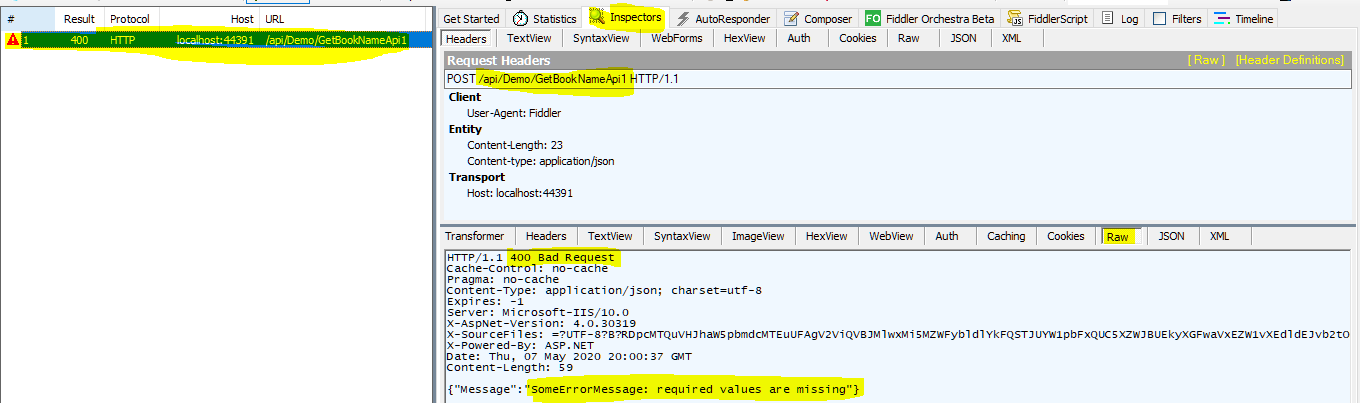 # Result Protocol Host URL
1 400 HTTP localhost:44391 /api/Demo/GetBookNameApi1
Get Started Statistics Inspectors AutoResponder Composer FO Fiddler Orchestra Beta JS FiddlerScript Log Filters Timeline
Headers TextView SyntaxView WebForms HexView Auth Cookies Raw JSON XML
Request Headers [ Raw ] [Header Definitions]
POST /api/Demo/GetBookNameApi1 HTTP/1.1
Client
User-Agent: Fiddler
Entity
Content-Length: 23
Content-type: application/json
Transport
Host: localhost:44391
Transformer Headers TextView SyntaxView ImageView HexView WebView Auth Caching Cookies Raw JSON XML
HTTP/1.1 400 Bad Request
Cache-Control: no-cache
Pragma: no-cache
Content-Type: application/json; charset=utf-8
Expires: -1
Server: Microsoft-IIS/10.0
X-AspNet-Version: 4.0.30319
X-SourceFiles:
X-Powered-By: ASP.NET
Date: Thu, 07 May 2020 20:00:37 GMT
Content-Length: 59
{"Message":"SomeErrorMessage: required values are missing"}